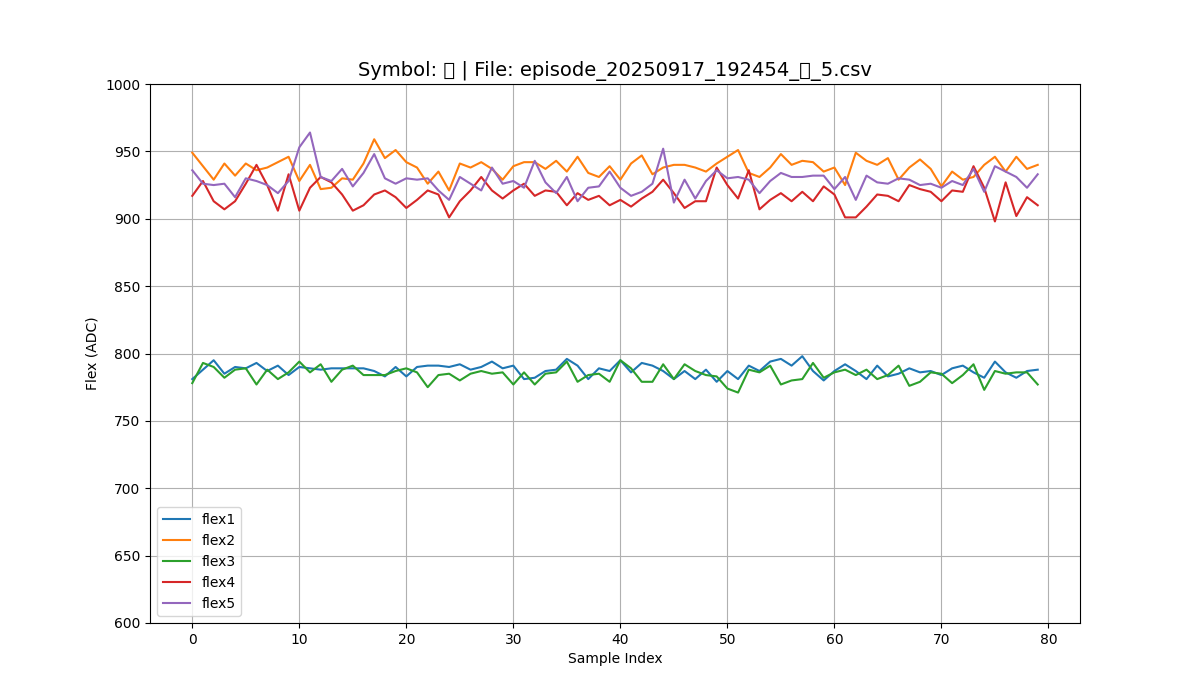 Symbol: | File: episode_20250917_192454_ _5.csv
1000
950
900
850
800
750
700
650
600
Flex (ADC)
flex1
flex2
flex3
flex4
flex5
0 10 20 30 40 50 60 70 80
Sample Index